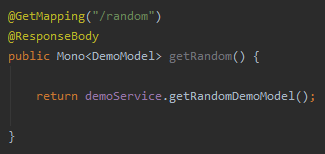 @GetMapping("/random")
@ResponseBody
public Mono<DemoModel> getRandom() {
return demoService.getRandomDemoModel();
}